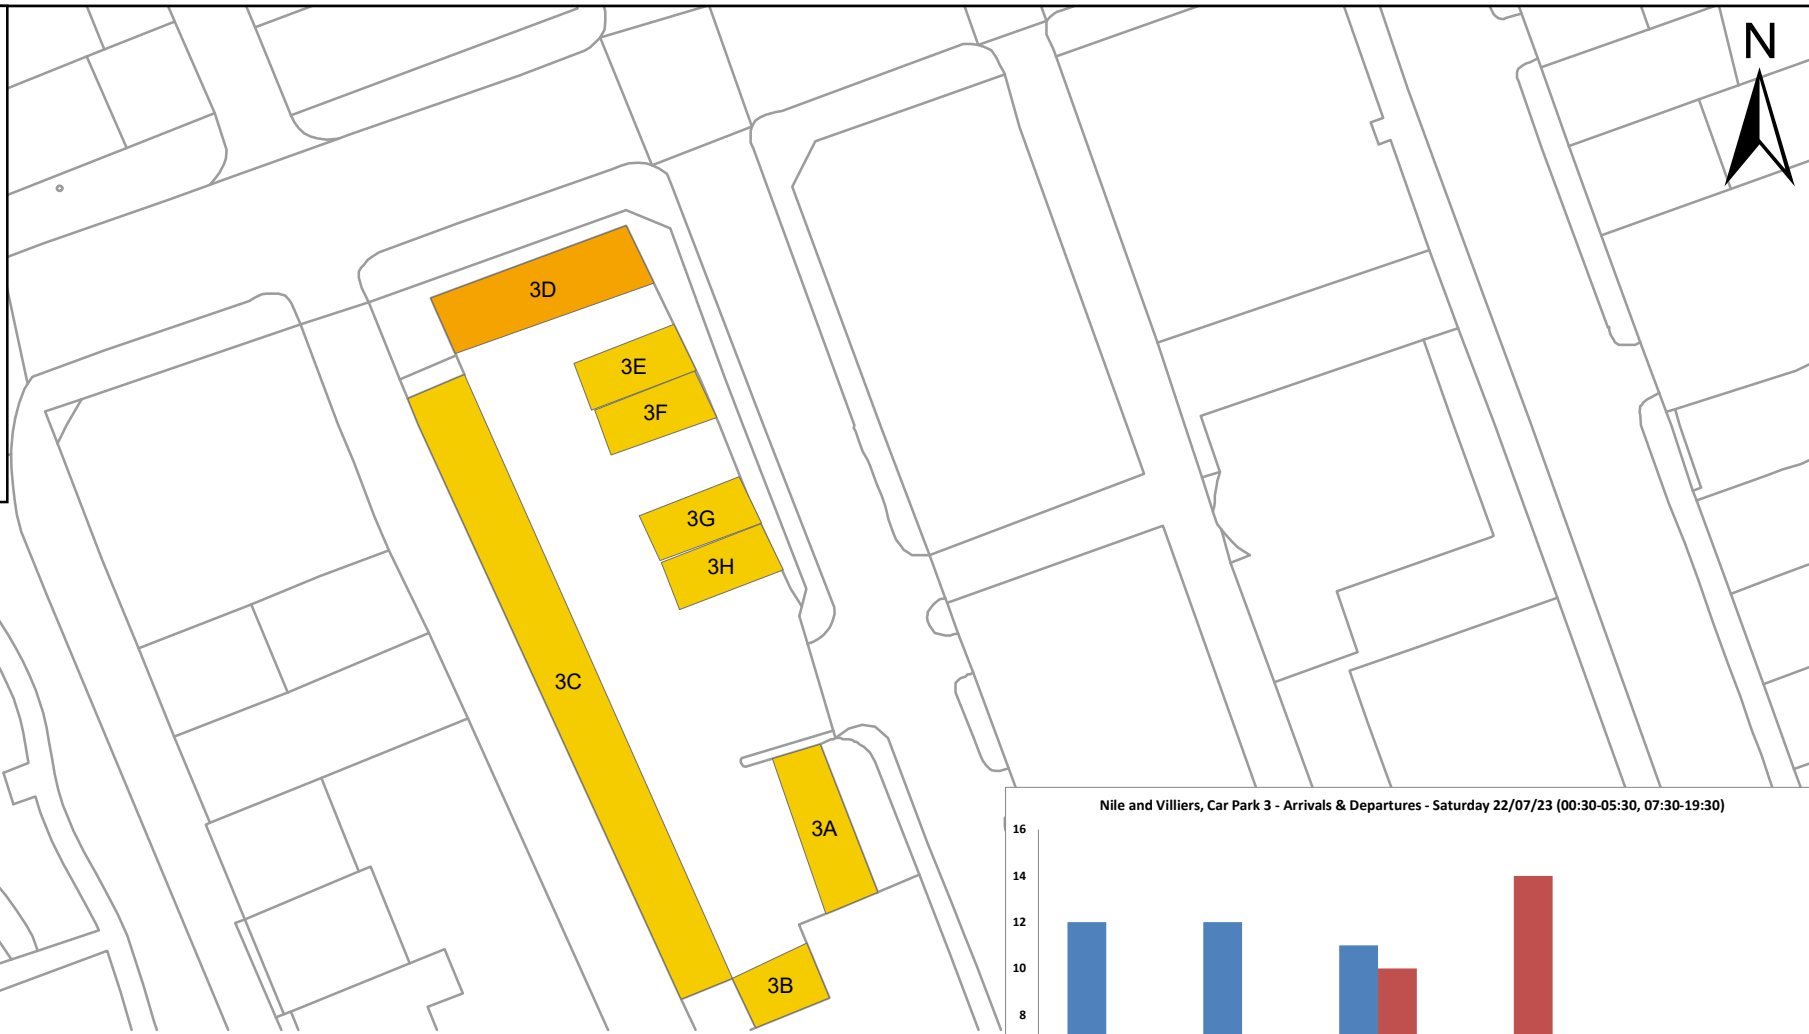 N
3D
3E
3F
3G
3H
3C
3A
3B
Nile and Villiers, Car Park 3 - Arrivals & Departures - Saturday 22/07/23 (00:30-05:30, 07:30-19:30)
16
14
12
10
8